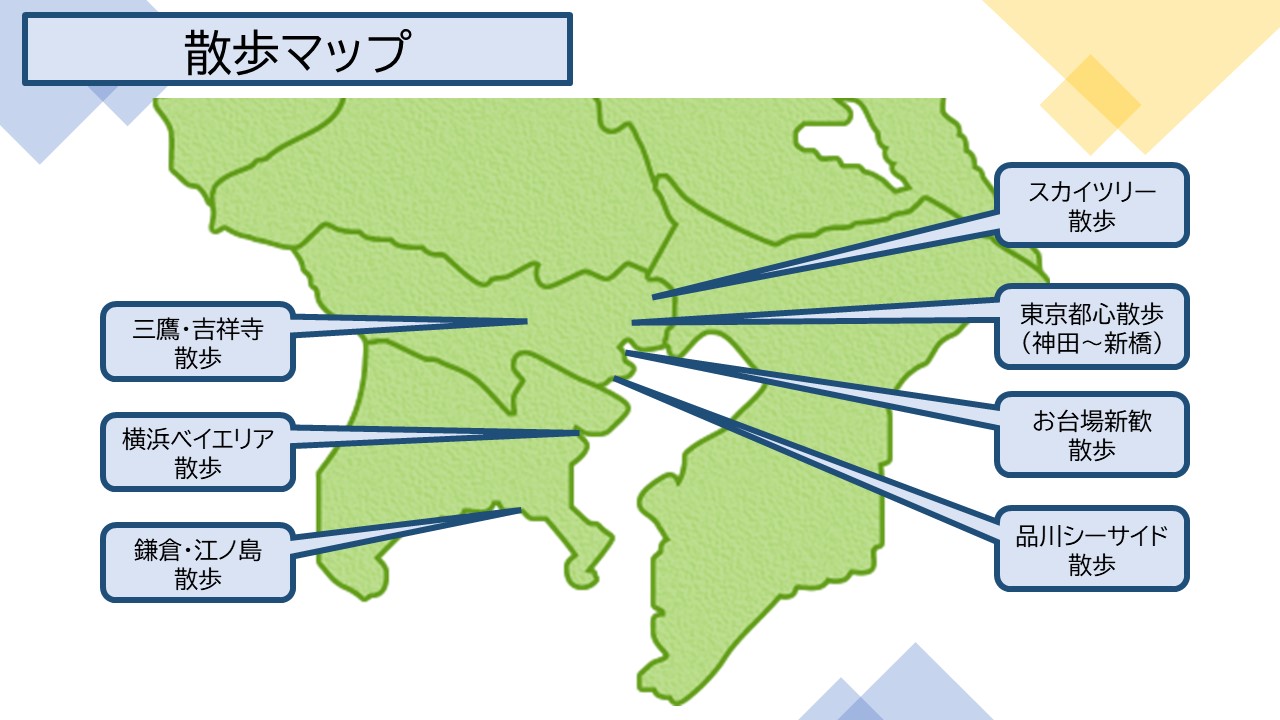 散歩マップ
スカイツリー
散歩
東京都心散歩
（神田～新橋）
お台場新歓
散歩
品川シーサイド
散歩
三鷹・吉祥寺
散歩
横浜ベイエリア
散歩
鎌倉・江ノ島
散歩